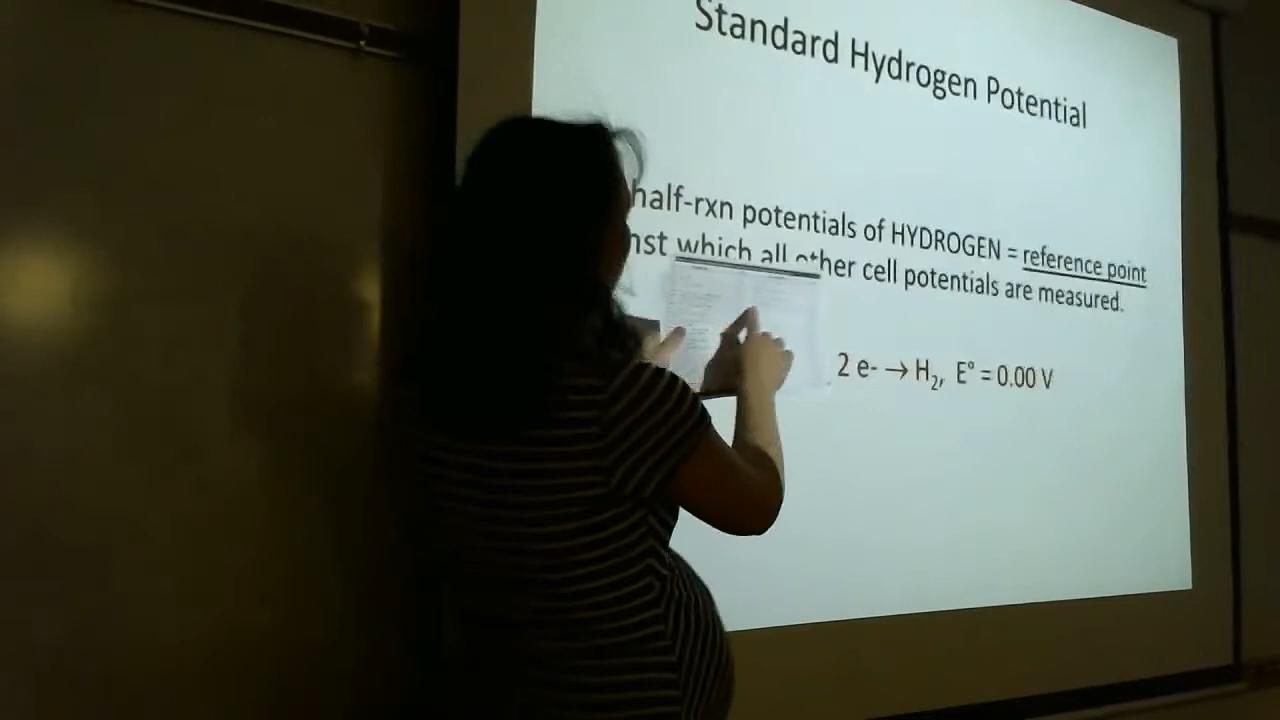 Standard Hydrogen Potential
half-rxn potentials of HYDROGEN = reference point
which all other cell potentials are measured.
2 e- → H₂, E° = 0.00 V